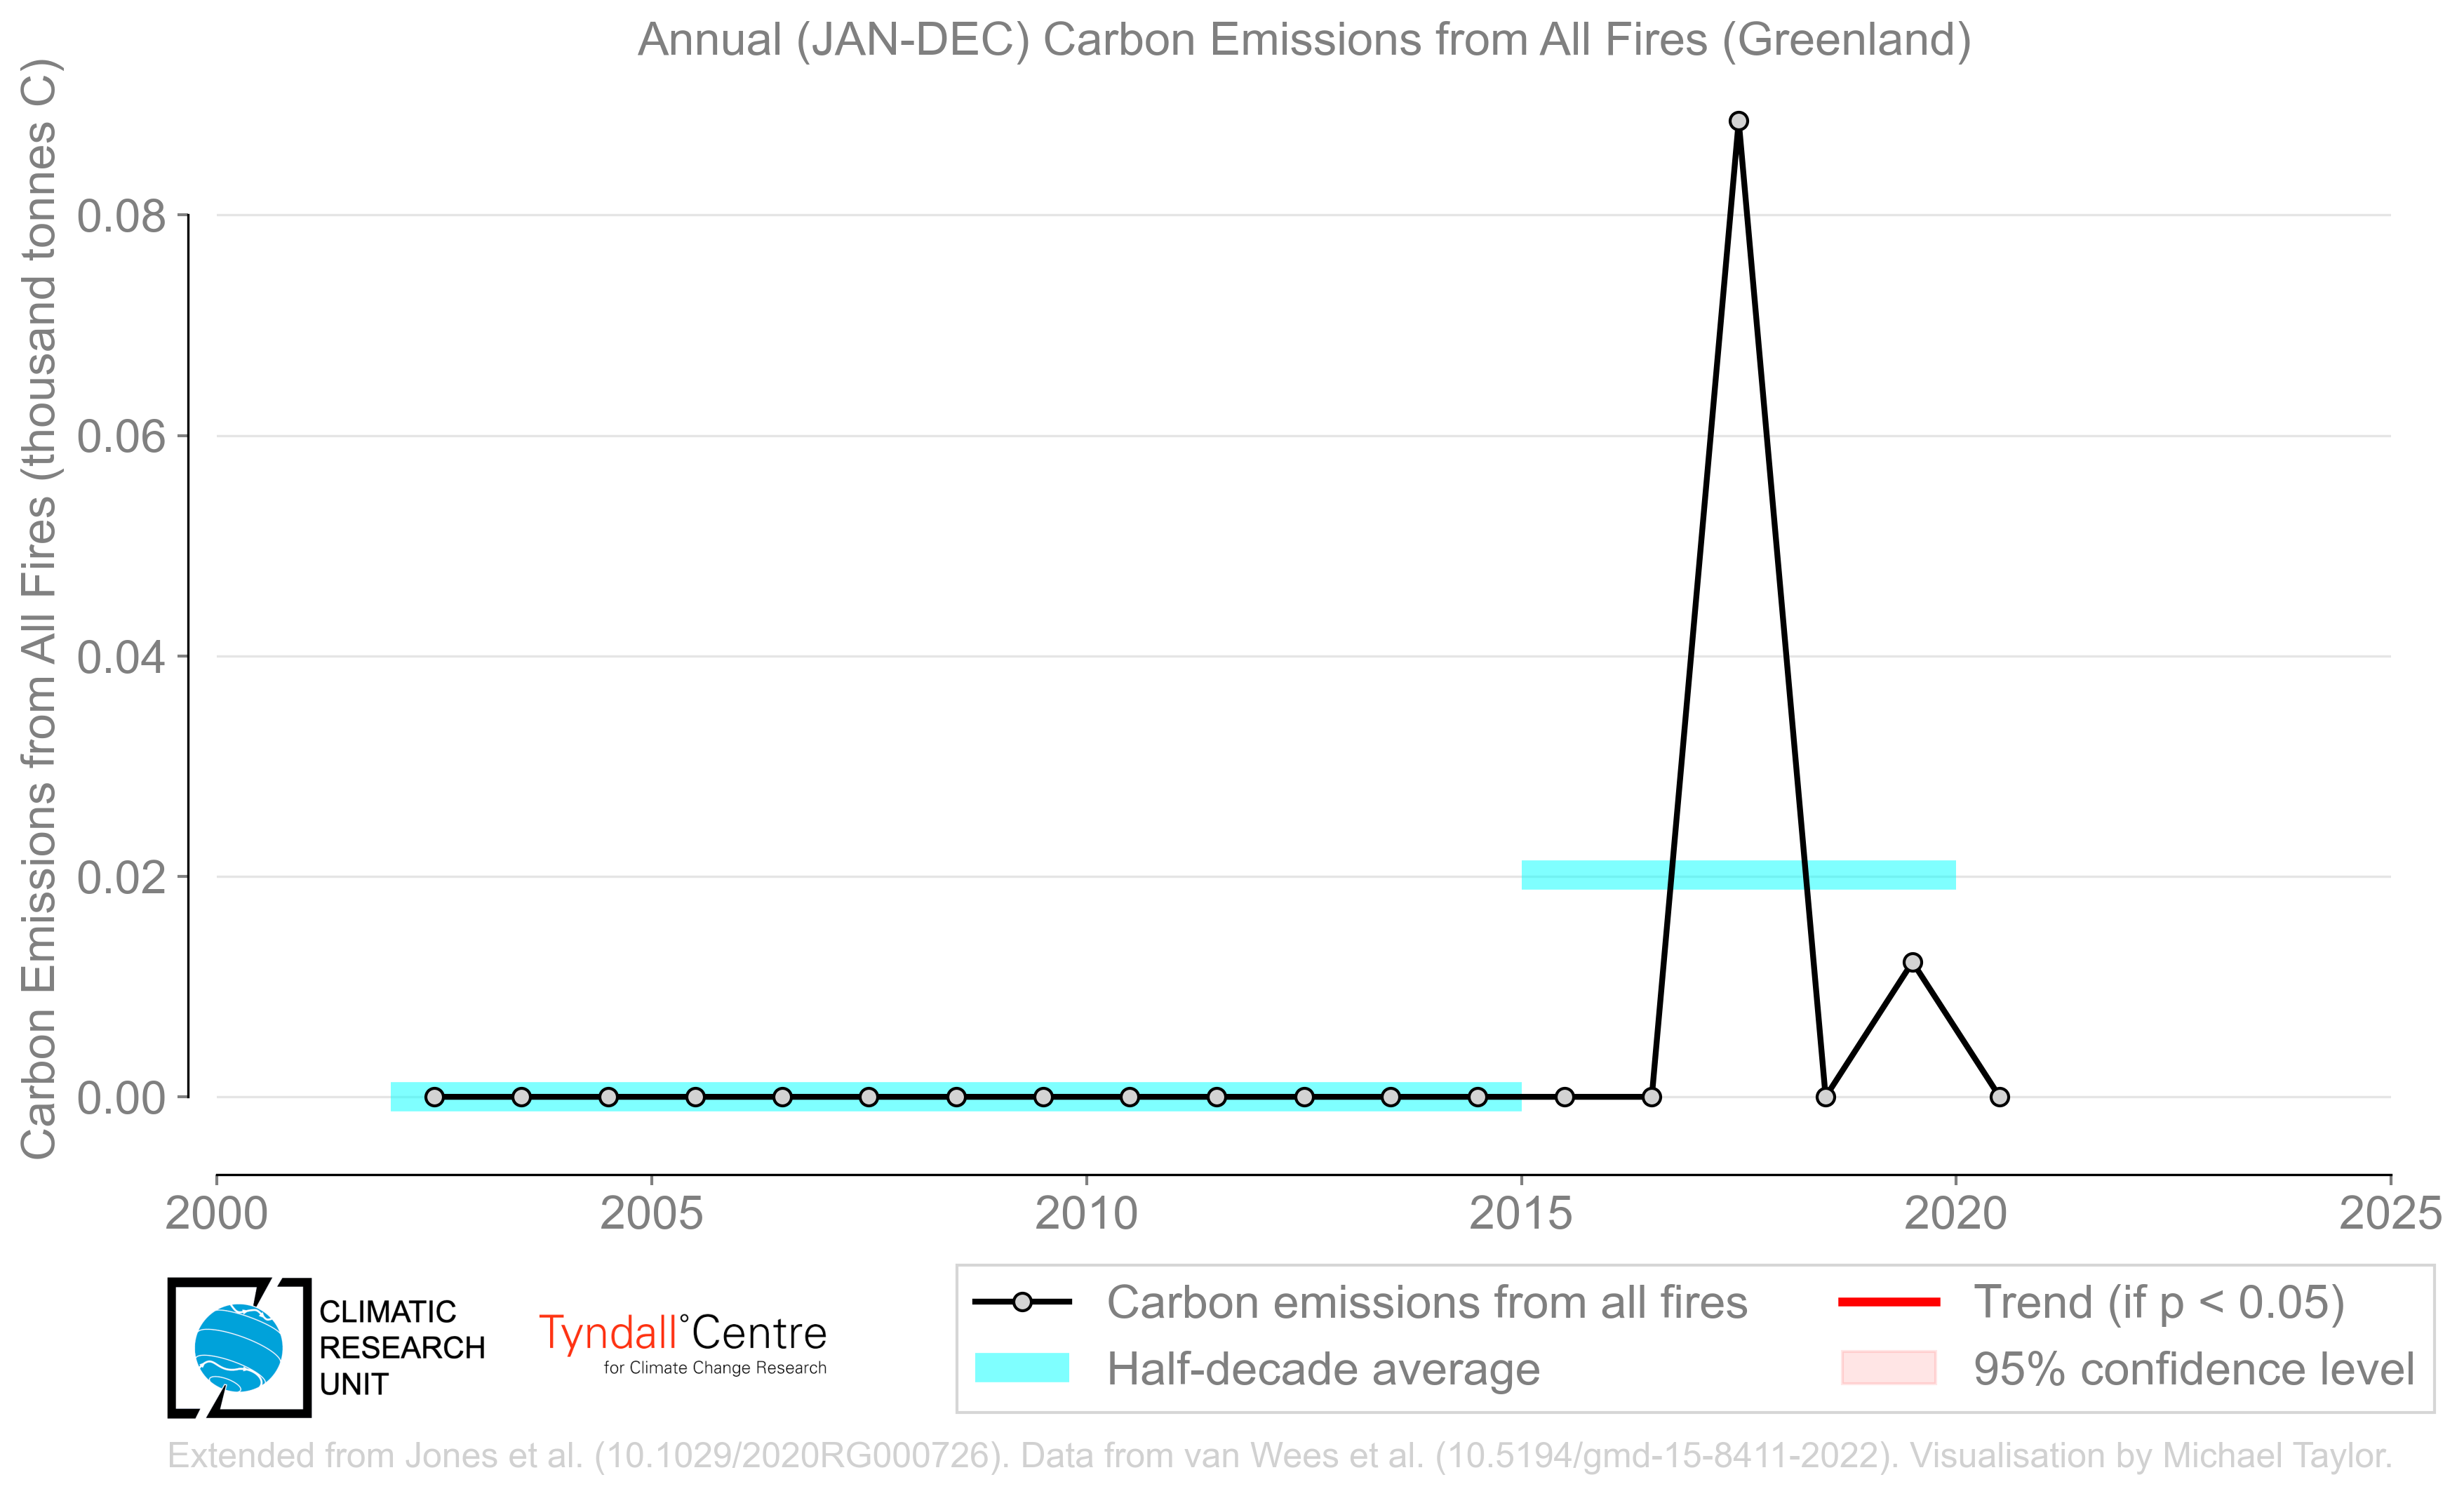 Annual (JAN-DEC) Carbon Emissions from All Fires (Greenland)
Carbon Emissions from All Fires (thousand tonnes C)
0.08
0.06
0.04
0.02
0.00
2000 2005 2010 2015 2020 2025
CLIMATIC
RESEARCH
UNIT
Tyndall°Centre
for Climate Change Research
Carbon emissions from all fires
Half-decade average
Trend (if p < 0.05)
95% confidence level
Extended from Jones et al. (10.1029/2020RG000726). Data from van Wees et al. (10.5194/gmd-15-8411-2022). Visualisation by Michael Taylor.